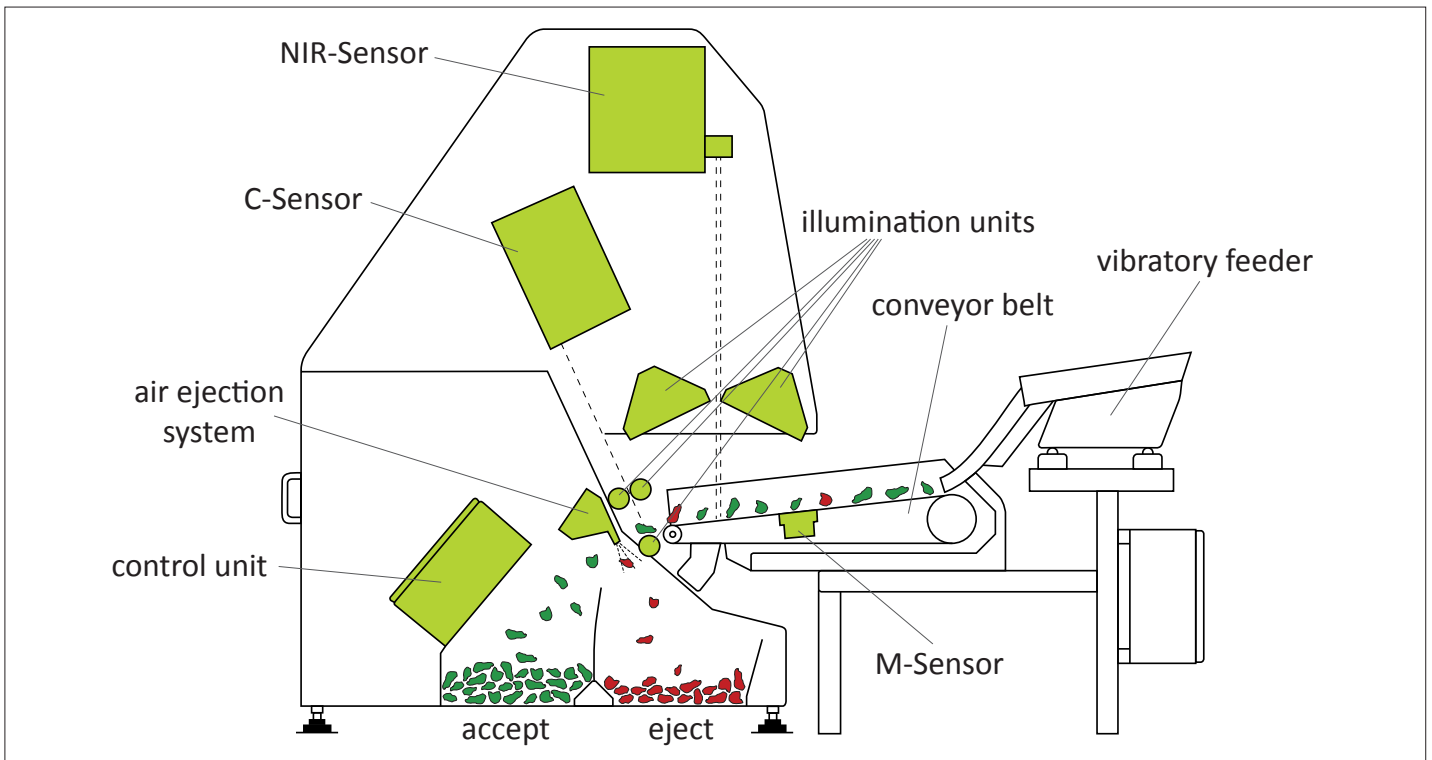 NIR-Sensor
C-Sensor
illumination units
vibratory feeder
conveyor belt
air ejection
system
control unit
M-Sensor
accept
eject